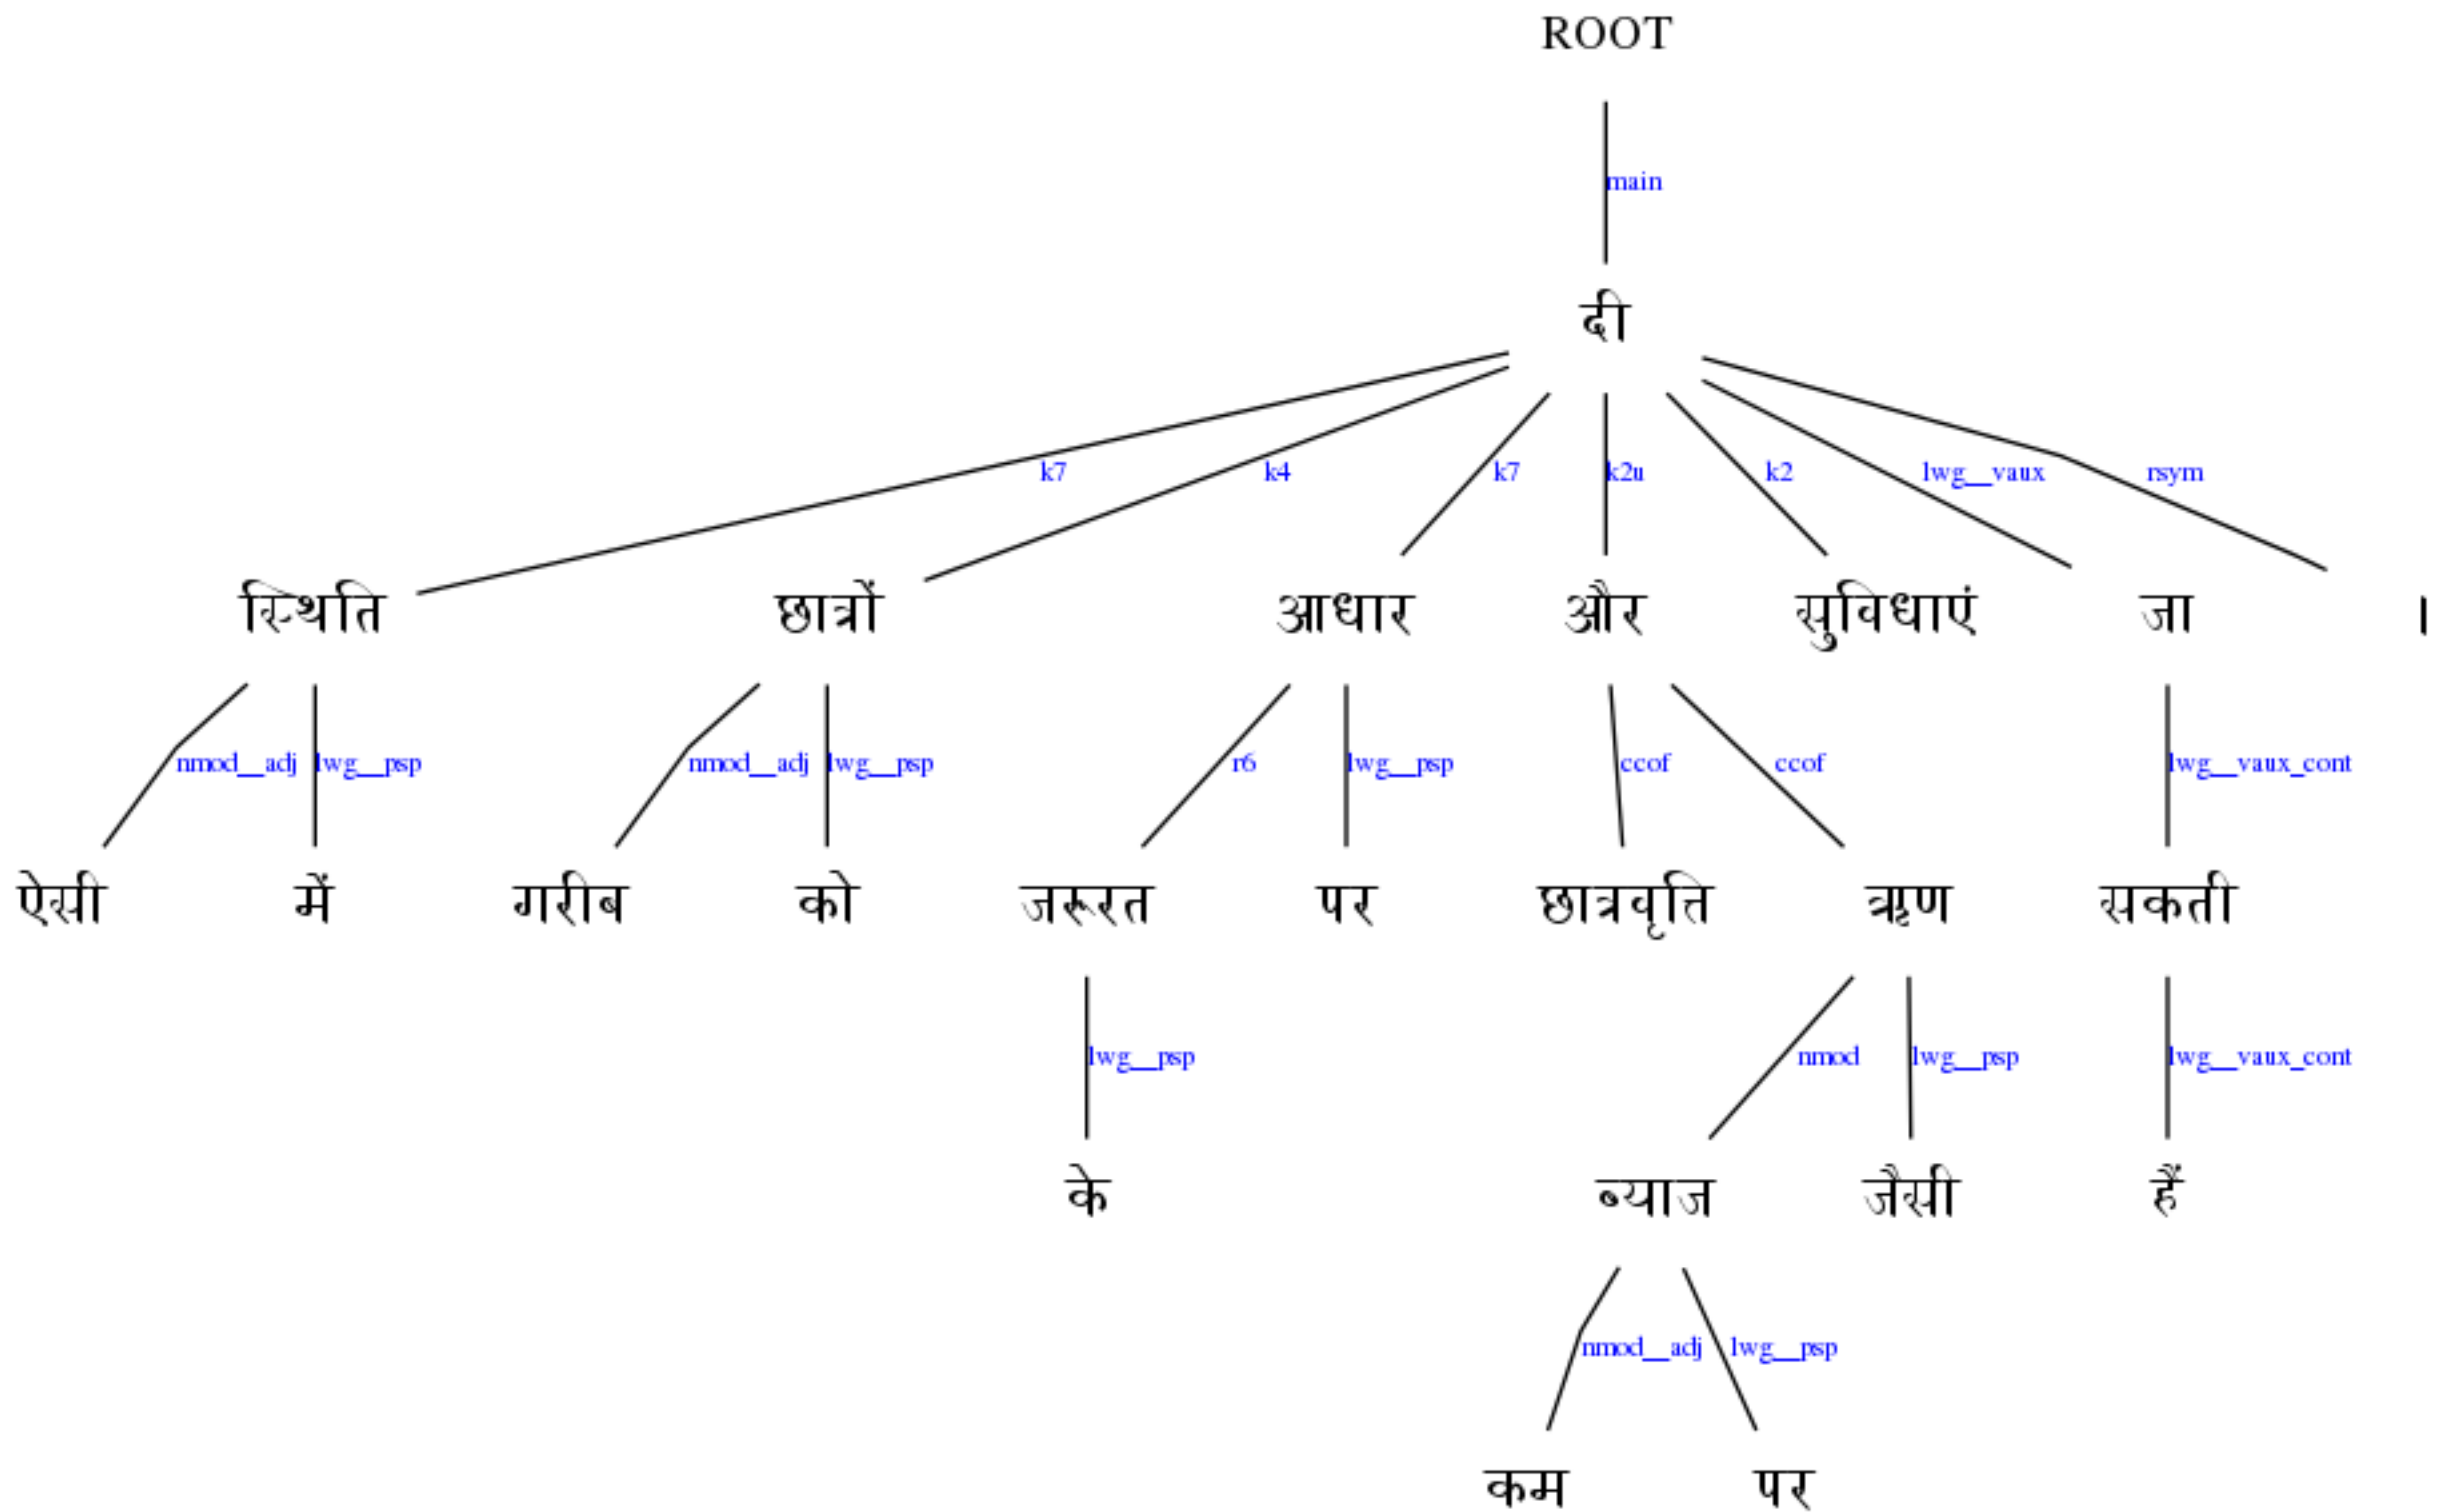 ROOT
main
दी
k7 k4 k7 k2u k2 lwg__vaux rsym
स्थिति छात्रों आधार और सुविधाएं जा ।
nmod__adj lwg__psp nmod__adj lwg__psp r6 lwg__psp ccof ccof lwg__vaux_cont
ऐसी में गरीब को जरूरत पर छात्रवृत्ति ऋण सकती
lwg__psp nmod lwg__psp lwg__vaux_cont
के ब्याज जैसी हैं
nmod__adj lwg__psp
कम पर